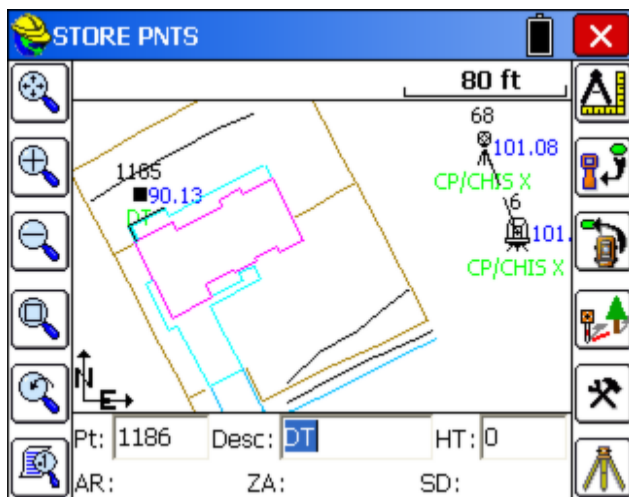 STORE PNTS
80 ft
68
101.08
CP/CHIS X
1185
90.13
DT
6
101.
CP/CHIS X
N
E
Pt: 1186 Desc: DT HT: 0
AR: ZA: SD: